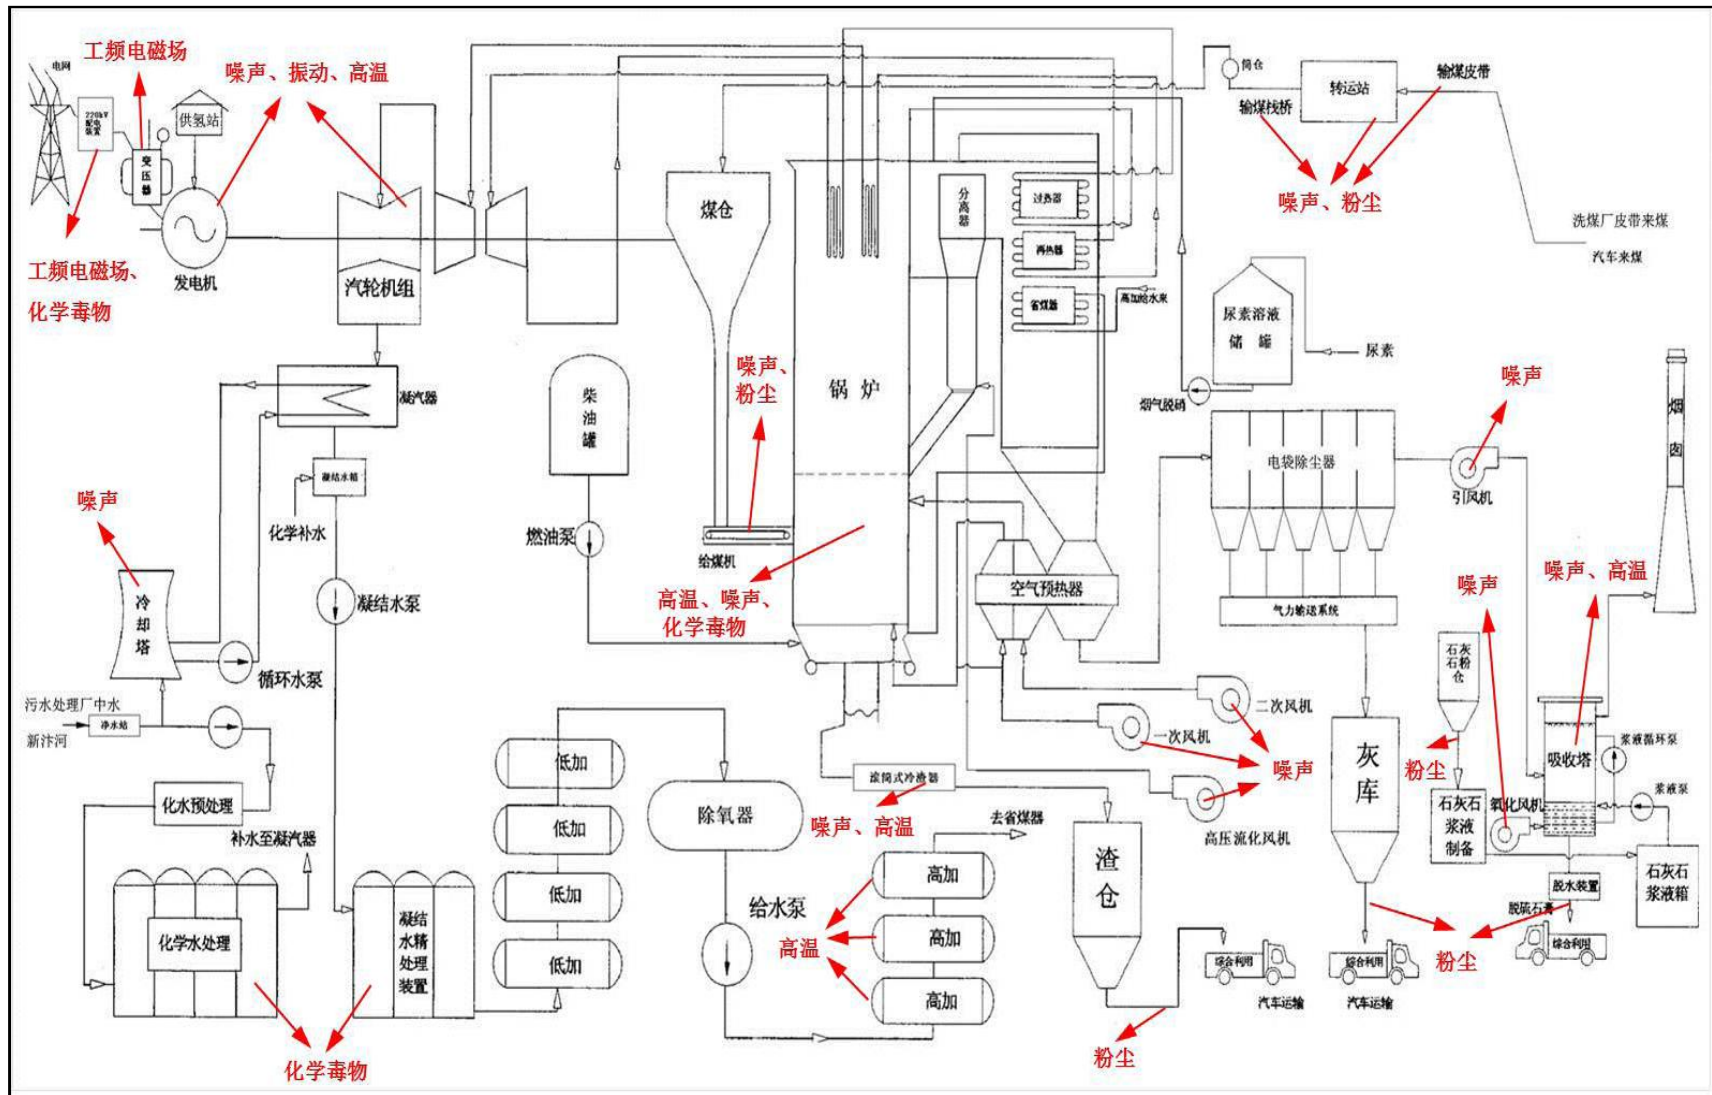 工频电磁场
电网
220kV
配电
装置
变
压
器
供氢站
噪声、振动、高温
发电机
工频电磁场、
化学毒物
汽轮机组
凝汽器
凝结水箱
化学补水
凝结水泵
噪声
冷
却
塔
循环水泵
污水处理厂中水
新汴河
净水站
化水预处理
补水至凝汽器
化学水处理
凝结
水精
处理
装置
化学毒物
低加
低加
低加
低加
除氧器
给水泵
高加
高加
高加
高温
去省煤器
煤仓
柴
油
罐
燃油泵
噪声、
粉尘
给煤机
锅 炉
高温、噪声、
化学毒物
分
离
器
过热器
再热器
省煤器
高加给水来
筒仓
转运站
输煤皮带
输煤栈桥
噪声、粉尘
洗煤厂皮带来煤
汽车来煤
尿素溶液
储 罐
尿素
烟气脱硝
空气预热器
电袋除尘器
气力输送系统
噪声
引风机
烟
囱
二次风机
一次风机
噪声
高压流化风机
滚筒式冷渣器
噪声、高温
渣
仓
粉尘
综合利用
汽车运输
灰
库
综合利用
汽车运输
粉尘
噪声
噪声、高温
石灰
石粉
仓
粉尘
石灰石
浆液
制备
氧化风机
吸收塔
浆液循环泵
浆液泵
石灰石
浆液箱
脱水装置
脱硫石膏
综合利用